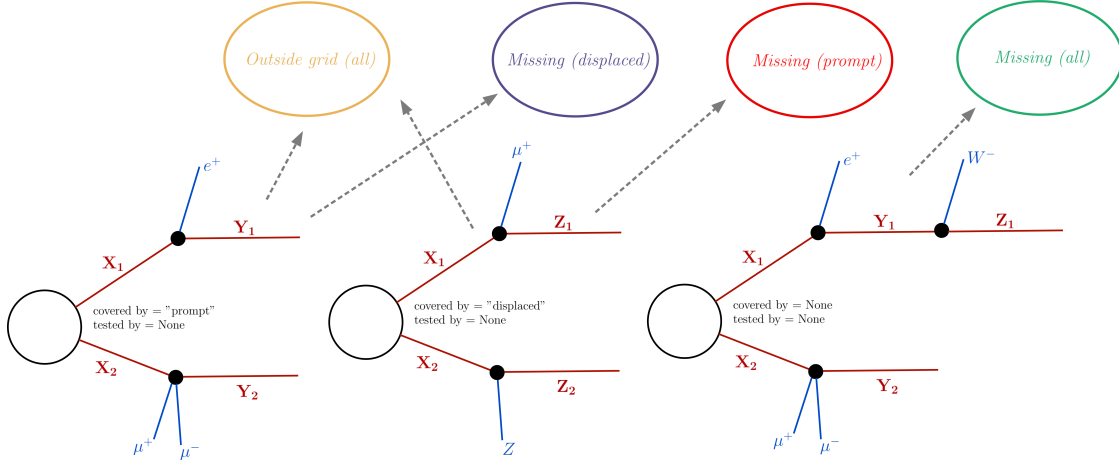 Outside grid (all)
Missing (displaced)
Missing (prompt)
Missing (all)
e⁺
Y₁
X₁
covered by = "prompt"
tested by = None
X₂
Y₂
μ⁺
μ⁻
μ⁺
Z₁
X₁
covered by = "displaced"
tested by = None
X₂
Z₂
Z
e⁺
W⁻
Y₁
Z₁
X₁
covered by = None
tested by = None
X₂
Y₂
μ⁺
μ⁻